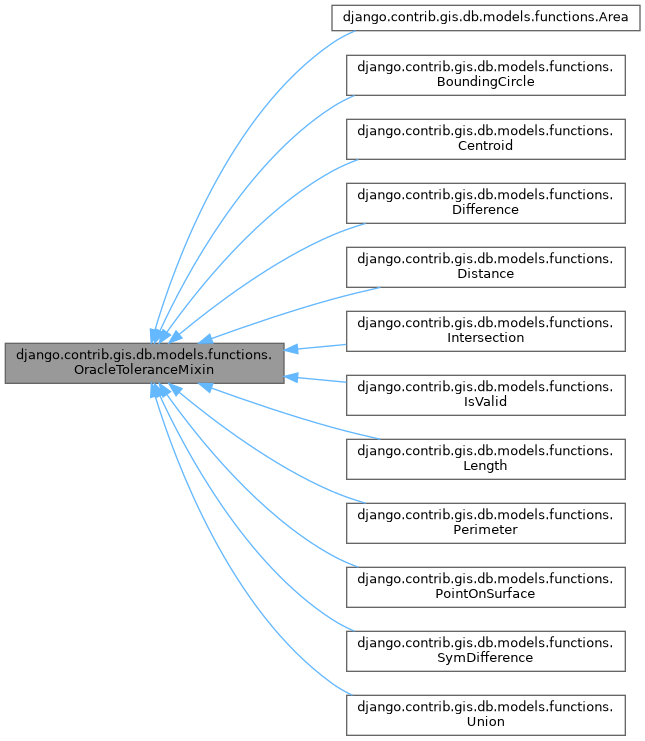 django.contrib.gis.db.models.functions.Area
django.contrib.gis.db.models.functions.
BoundingCircle
django.contrib.gis.db.models.functions.
Centroid
django.contrib.gis.db.models.functions.
Difference
django.contrib.gis.db.models.functions.
Distance
django.contrib.gis.db.models.functions.
Intersection
django.contrib.gis.db.models.functions.
OracleToleranceMixin
django.contrib.gis.db.models.functions.
IsValid
django.contrib.gis.db.models.functions.
Length
django.contrib.gis.db.models.functions.
Perimeter
django.contrib.gis.db.models.functions.
PointOnSurface
django.contrib.gis.db.models.functions.
SymDifference
django.contrib.gis.db.models.functions.
Union